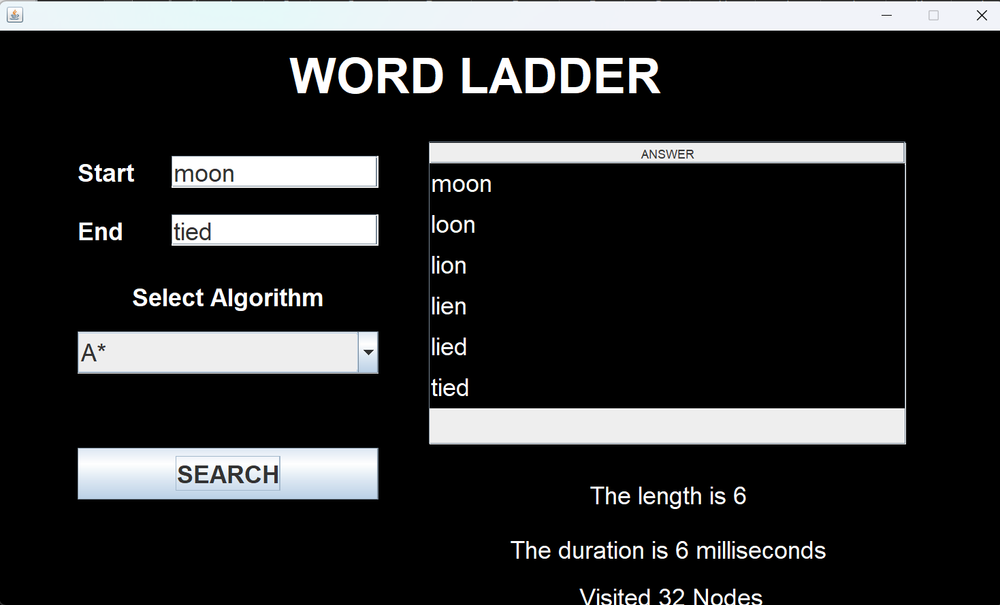 WORD LADDER
Start
moon
End
tied
Select Algorithm
A*
SEARCH
ANSWER
moon
loon
lion
lien
lied
tied
The length is 6
The duration is 6 milliseconds
Visited 32 Nodes